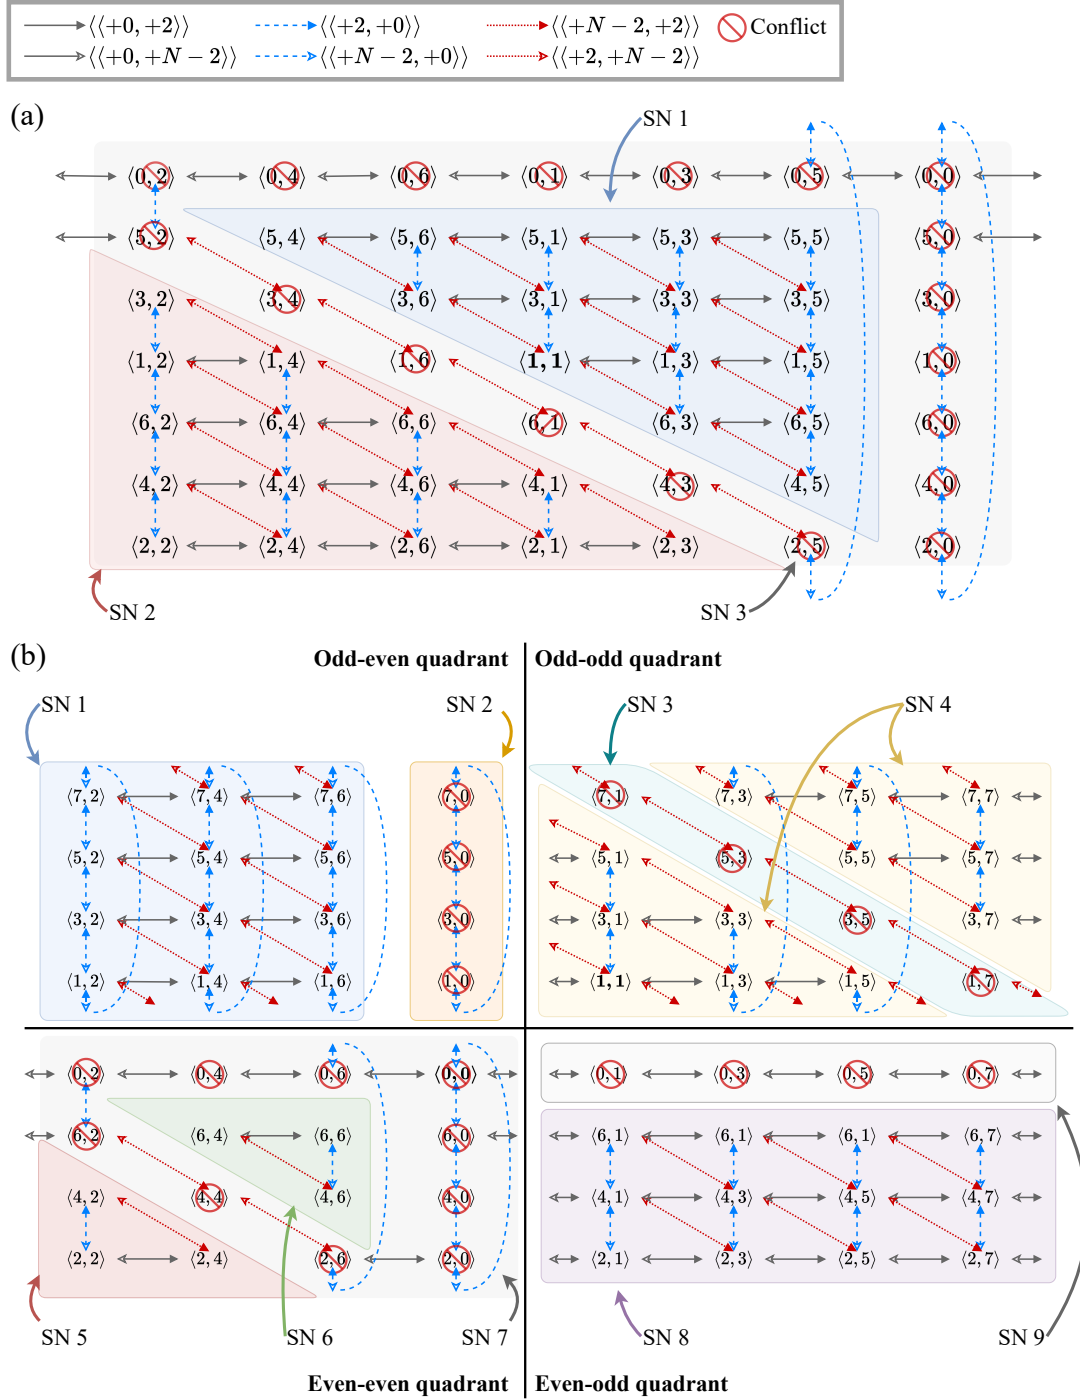 ⟨⟨+0, +2⟩⟩ ⟨⟨+2, +0⟩⟩ ⟨⟨+N − 2, +2⟩⟩ Conflict
⟨⟨+0, +N − 2⟩⟩ ⟨⟨+N − 2, +0⟩⟩ ⟨⟨+2, +N − 2⟩⟩
(a)
SN 1
⟨0, 2⟩ ⟨0, 4⟩ ⟨0, 6⟩ ⟨0, 1⟩ ⟨0, 3⟩ ⟨0, 5⟩ ⟨0, 0⟩
⟨5, 2⟩ ⟨5, 4⟩ ⟨5, 6⟩ ⟨5, 1⟩ ⟨5, 3⟩ ⟨5, 5⟩ ⟨5, 0⟩
⟨3, 2⟩ ⟨3, 4⟩ ⟨3, 6⟩ ⟨3, 1⟩ ⟨3, 3⟩ ⟨3, 5⟩ ⟨3, 0⟩
⟨1, 2⟩ ⟨1, 4⟩ ⟨1, 6⟩ ⟨1, 1⟩ ⟨1, 3⟩ ⟨1, 5⟩ ⟨1, 0⟩
⟨6, 2⟩ ⟨6, 4⟩ ⟨6, 6⟩ ⟨6, 1⟩ ⟨6, 3⟩ ⟨6, 5⟩ ⟨6, 0⟩
⟨4, 2⟩ ⟨4, 4⟩ ⟨4, 6⟩ ⟨4, 1⟩ ⟨4, 3⟩ ⟨4, 5⟩ ⟨4, 0⟩
⟨2, 2⟩ ⟨2, 4⟩ ⟨2, 6⟩ ⟨2, 1⟩ ⟨2, 3⟩ ⟨2, 5⟩ ⟨2, 0⟩
SN 2 SN 3
(b)
Odd-even quadrant Odd-odd quadrant
SN 1 SN 2 SN 3 SN 4
⟨7, 2⟩ ⟨7, 4⟩ ⟨7, 6⟩ ⟨7, 0⟩ ⟨7, 1⟩ ⟨7, 3⟩ ⟨7, 5⟩ ⟨7, 7⟩
⟨5, 2⟩ ⟨5, 4⟩ ⟨5, 6⟩ ⟨5, 0⟩ ⟨5, 1⟩ ⟨5, 3⟩ ⟨5, 5⟩ ⟨5, 7⟩
⟨3, 2⟩ ⟨3, 4⟩ ⟨3, 6⟩ ⟨3, 0⟩ ⟨3, 1⟩ ⟨3, 3⟩ ⟨3, 5⟩ ⟨3, 7⟩
⟨1, 2⟩ ⟨1, 4⟩ ⟨1, 6⟩ ⟨1, 0⟩ ⟨1, 1⟩ ⟨1, 3⟩ ⟨1, 5⟩ ⟨1, 7⟩
⟨0, 2⟩ ⟨0, 4⟩ ⟨0, 6⟩ ⟨0, 0⟩ ⟨0, 1⟩ ⟨0, 3⟩ ⟨0, 5⟩ ⟨0, 7⟩
⟨6, 2⟩ ⟨6, 4⟩ ⟨6, 6⟩ ⟨6, 0⟩ ⟨6, 1⟩ ⟨6, 1⟩ ⟨6, 1⟩ ⟨6, 7⟩
⟨4, 2⟩ ⟨4, 4⟩ ⟨4, 6⟩ ⟨4, 0⟩ ⟨4, 1⟩ ⟨4, 3⟩ ⟨4, 5⟩ ⟨4, 7⟩
⟨2, 2⟩ ⟨2, 4⟩ ⟨2, 6⟩ ⟨2, 0⟩ ⟨2, 1⟩ ⟨2, 3⟩ ⟨2, 5⟩ ⟨2, 7⟩
SN 5 SN 6 SN 7 SN 8 SN 9
Even-even quadrant Even-odd quadrant